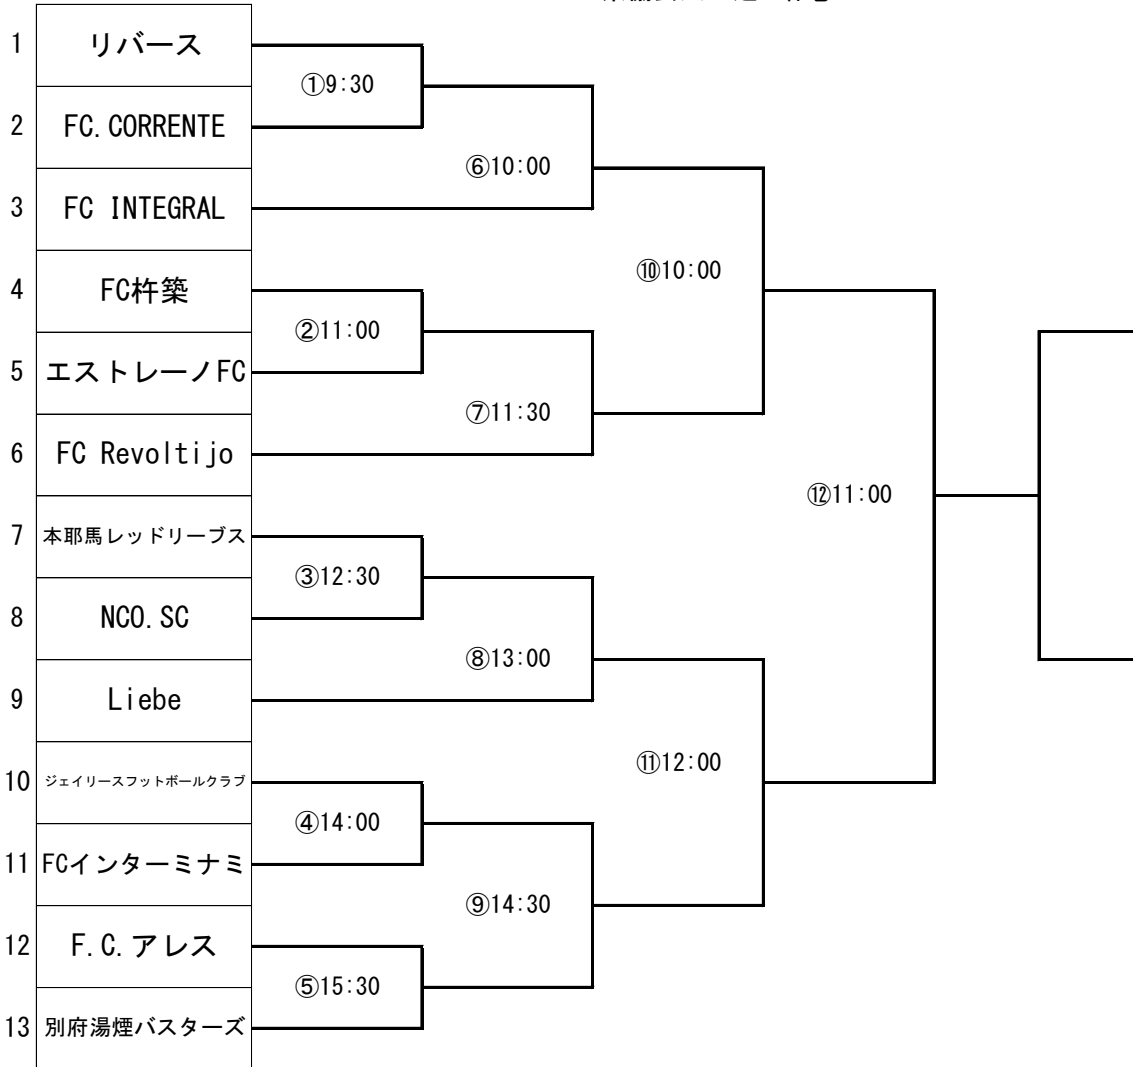 1 リバース
①9:30
2 FC.CORRENTE
⑥10:00
3 FC INTEGRAL
⑩10:00
4 FC杵築
②11:00
5 エストレーノFC
⑦11:30
6 FC Revoltijo
⑫11:00
7 本耶馬レッドリーブス
③12:30
8 NCO.SC
⑧13:00
9 Liebe
⑪12:00
10 ジェイリースフットボールクラブ
④14:00
11 FCインターミナミ
⑨14:30
12 F.C.アレス
⑤15:30
13 別府湯煙バスターズ